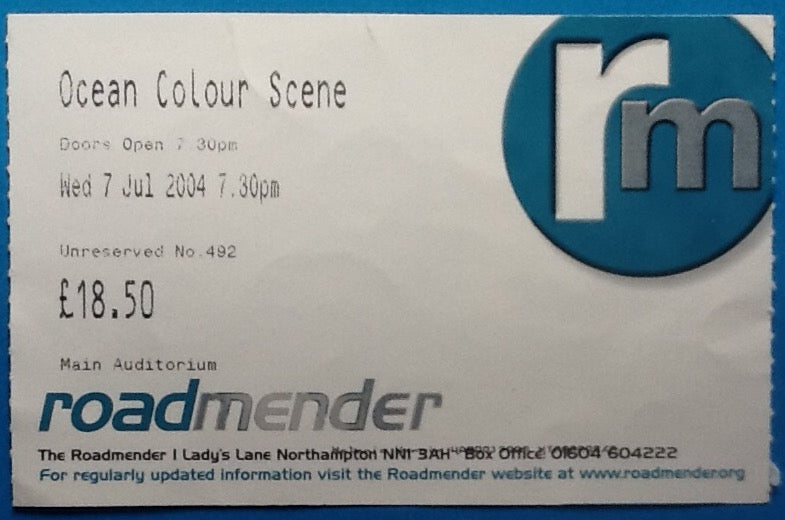 rm
Ocean Colour Scene
Doors Open 7.30pm
Wed 7 Jul 2004 7.30pm
Unreserved No.492
£18.50
Main Auditorium
roadmender
The Roadmender | Lady's Lane Northampton NN1 3AH Box Office 01604 604222
For regularly updated information visit the Roadmender website at www.roadmender.org